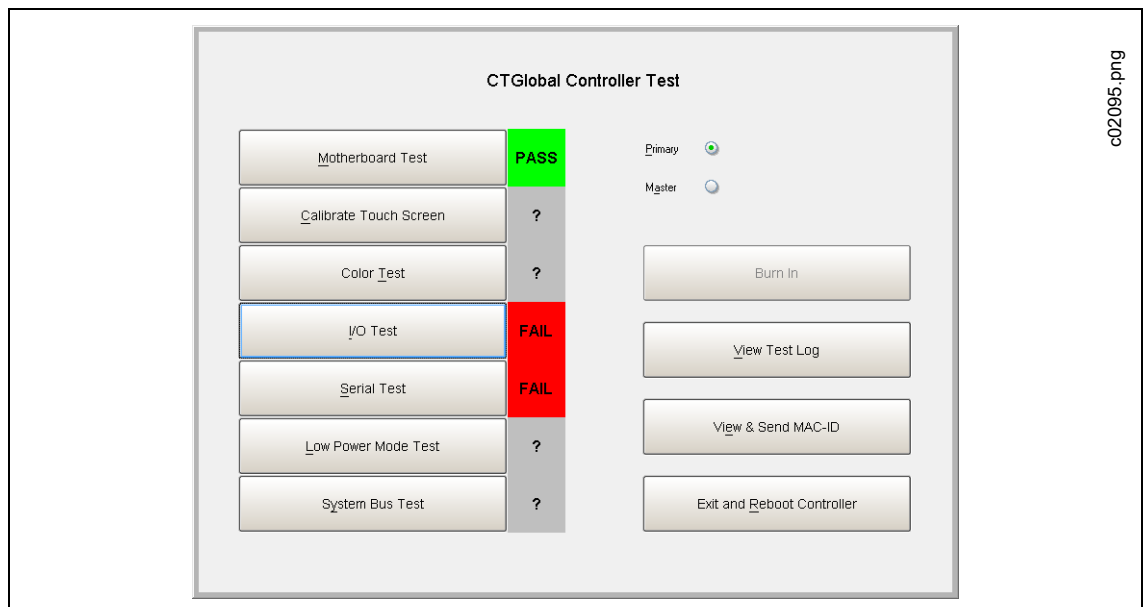 CTGlobal Controller Test
Motherboard Test
PASS
Calibrate Touch Screen
?
Color Test
?
I/O Test
FAIL
Serial Test
FAIL
Low Power Mode Test
?
System Bus Test
?
Primary
Master
Burn In
View Test Log
View & Send MAC-ID
Exit and Reboot Controller
c02095.png